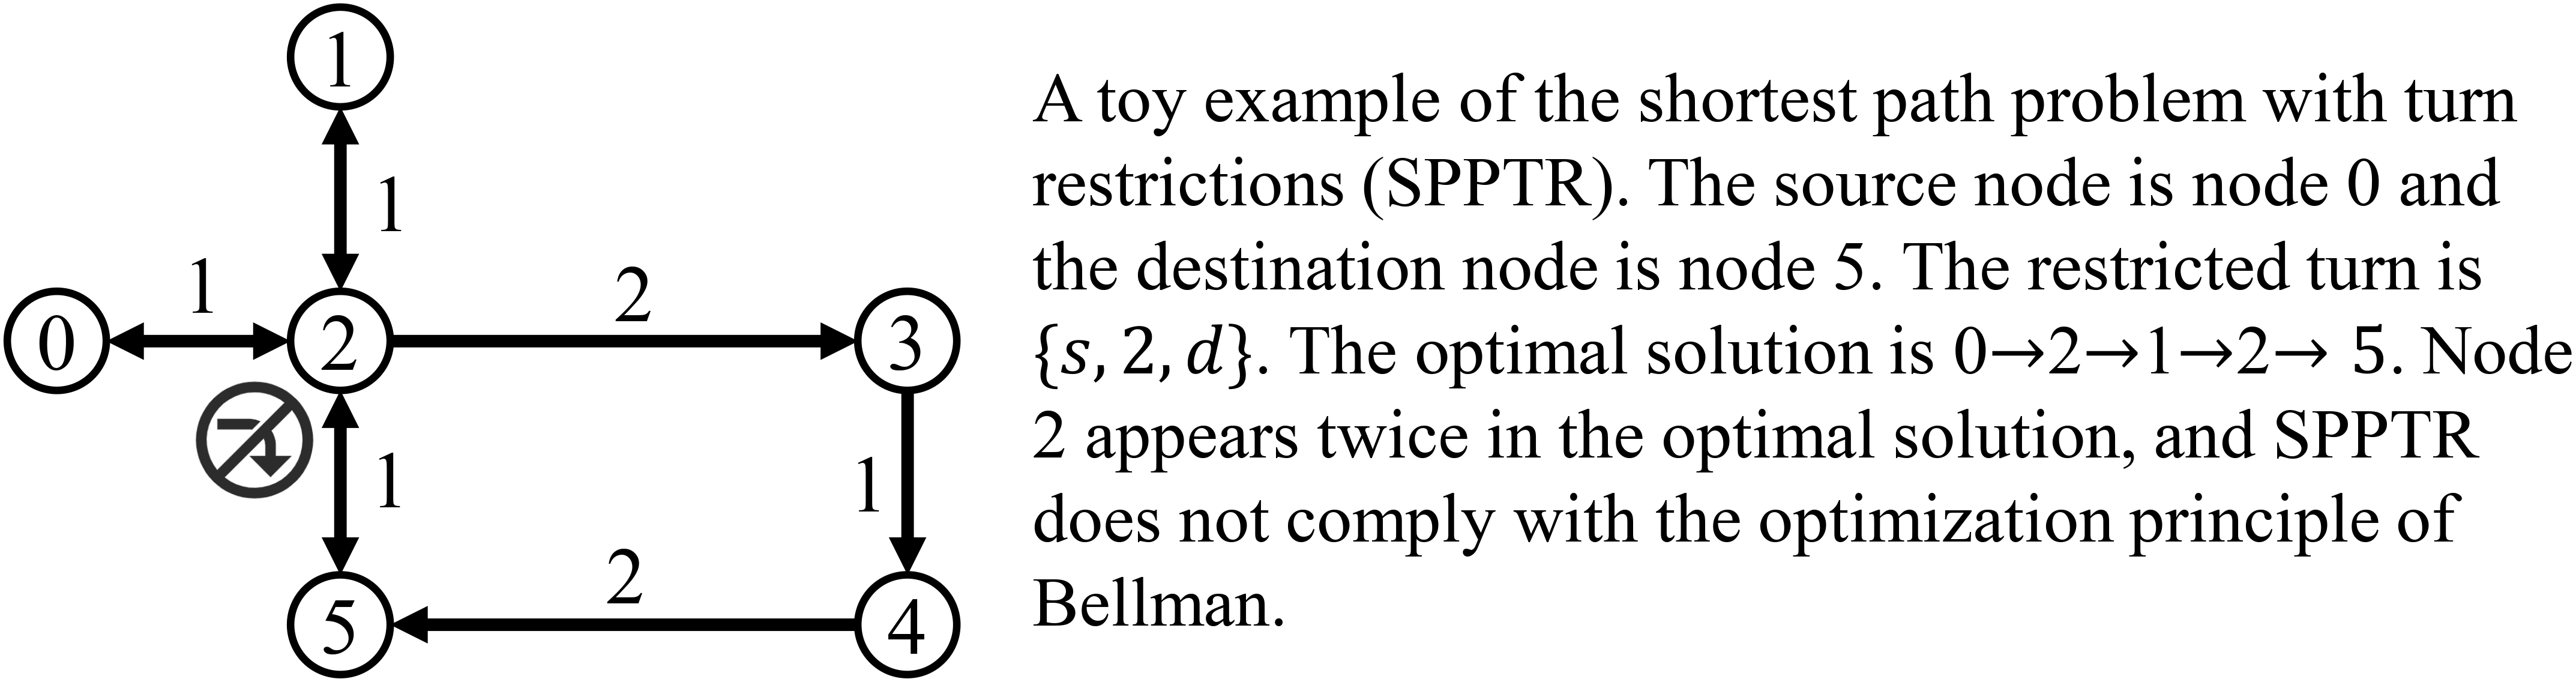 1
1
1
2
0
2
3
1
1
2
5
4
A toy example of the shortest path problem with turn
restrictions (SPPTR). The source node is node 0 and
the destination node is node 5. The restricted turn is
{s, 2, d}. The optimal solution is 0→2→1→2→ 5. Node
2 appears twice in the optimal solution, and SPPTR
does not comply with the optimization principle of
Bellman.